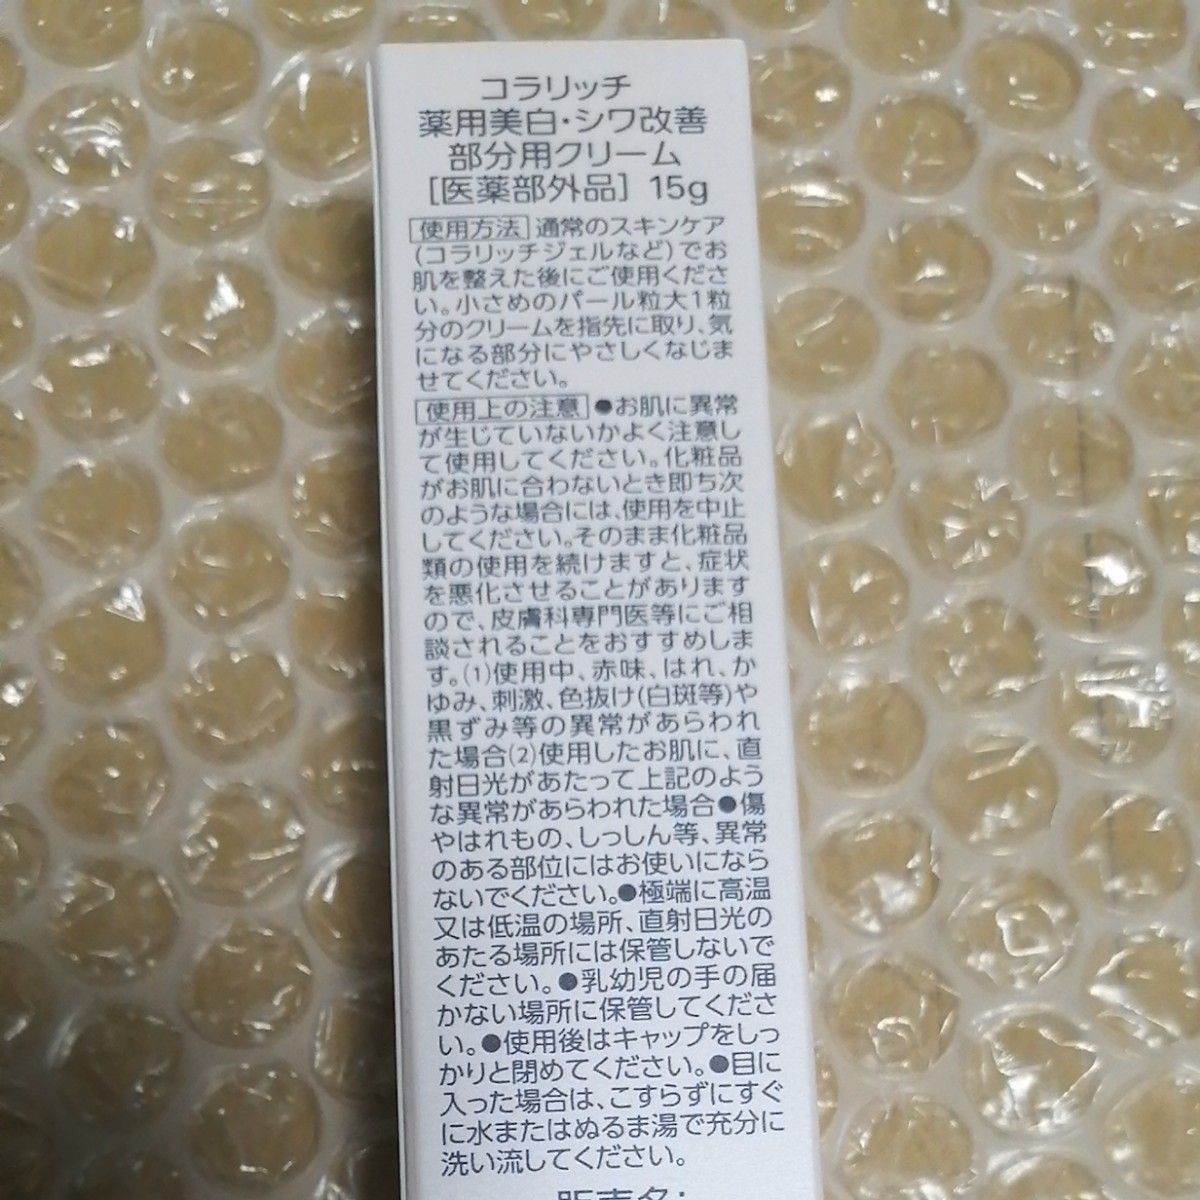 コラリッチ
薬用美白・シワ改善
部分用クリーム
[医薬部外品] 15g
使用方法 通常のスキンケア
(コラリッチジェルなど)でお
肌を整えた後にご使用くださ
い。小さめのパール粒大1粒
分のクリームを指先に取り、気
になる部分にやさしくなじま
せてください。
使用上の注意 ●お肌に異常
が生じていないかよく注意し
て使用してください。化粧品
がお肌に合わないとき即ち次
のような場合には、使用を中止
してください。そのまま化粧品
類の使用を続けますと、症状
を悪化させることがあります
ので、皮膚科専門医等にご相
談されることをおすすめしま
す。(1)使用中、赤味、はれ、か
ゆみ、刺激、色抜け(白斑等)や
黒ずみ等の異常があらわれ
た場合(2)使用したお肌に、直
射日光があたって上記のよう
な異常があらわれた場合●傷
やはれもの、しっしん等、異常
のある部位にはお使いになら
ないでください。●極端に高温
又は低温の場所、直射日光の
あたる場所には保管しないで
ください。●乳幼児の手の届
かない場所に保管してくださ
い。●使用後はキャップをしっ
かりと閉めてください。●目に
入った場合は、こすらずにすぐ
に水またはぬるま湯で充分に
洗い流してください。
販売名: